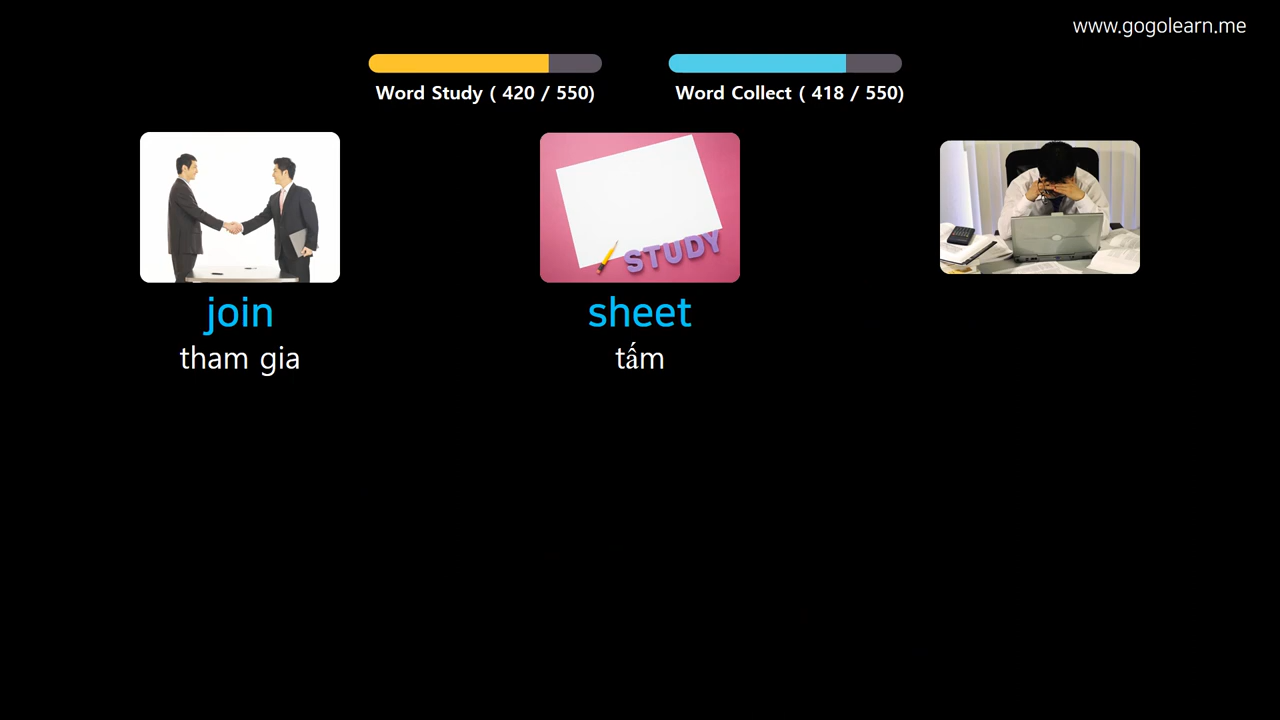 www.gogolearn.me
Word Study ( 420 / 550)
Word Collect ( 418 / 550)
STUDY
join
sheet
tham gia
tấm